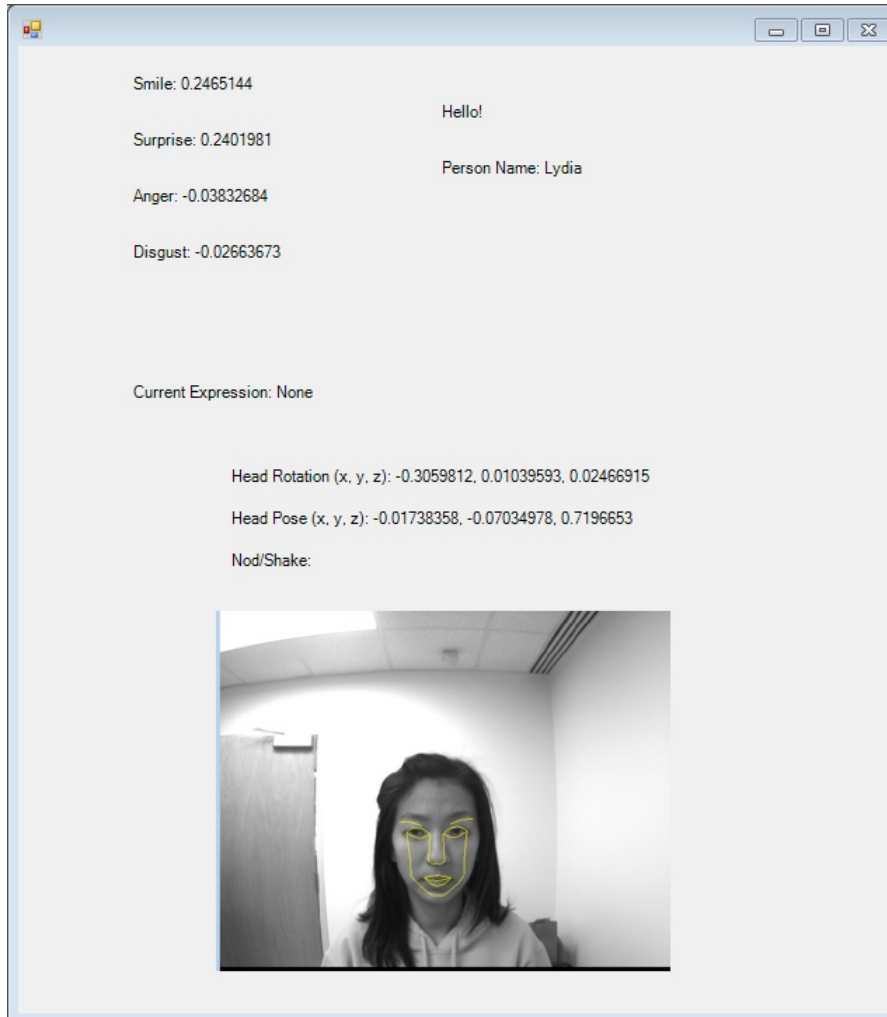 Smile: 0.2465144
Hello!
Surprise: 0.2401981
Person Name: Lydia
Anger: -0.03832684
Disgust: -0.02663673
Current Expression: None
Head Rotation (x, y, z): -0.3059812, 0.01039593, 0.02466915
Head Pose (x, y, z): -0.01738358, -0.07034978, 0.7196653
Nod/Shake: